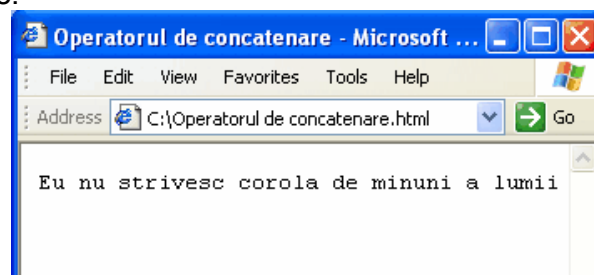 Operatorul de concatenare - Microsoft ...
File Edit View Favorites Tools Help
Address C:\Operatorul de concatenare.html Go
Eu nu strivesc corola de minuni a lumii